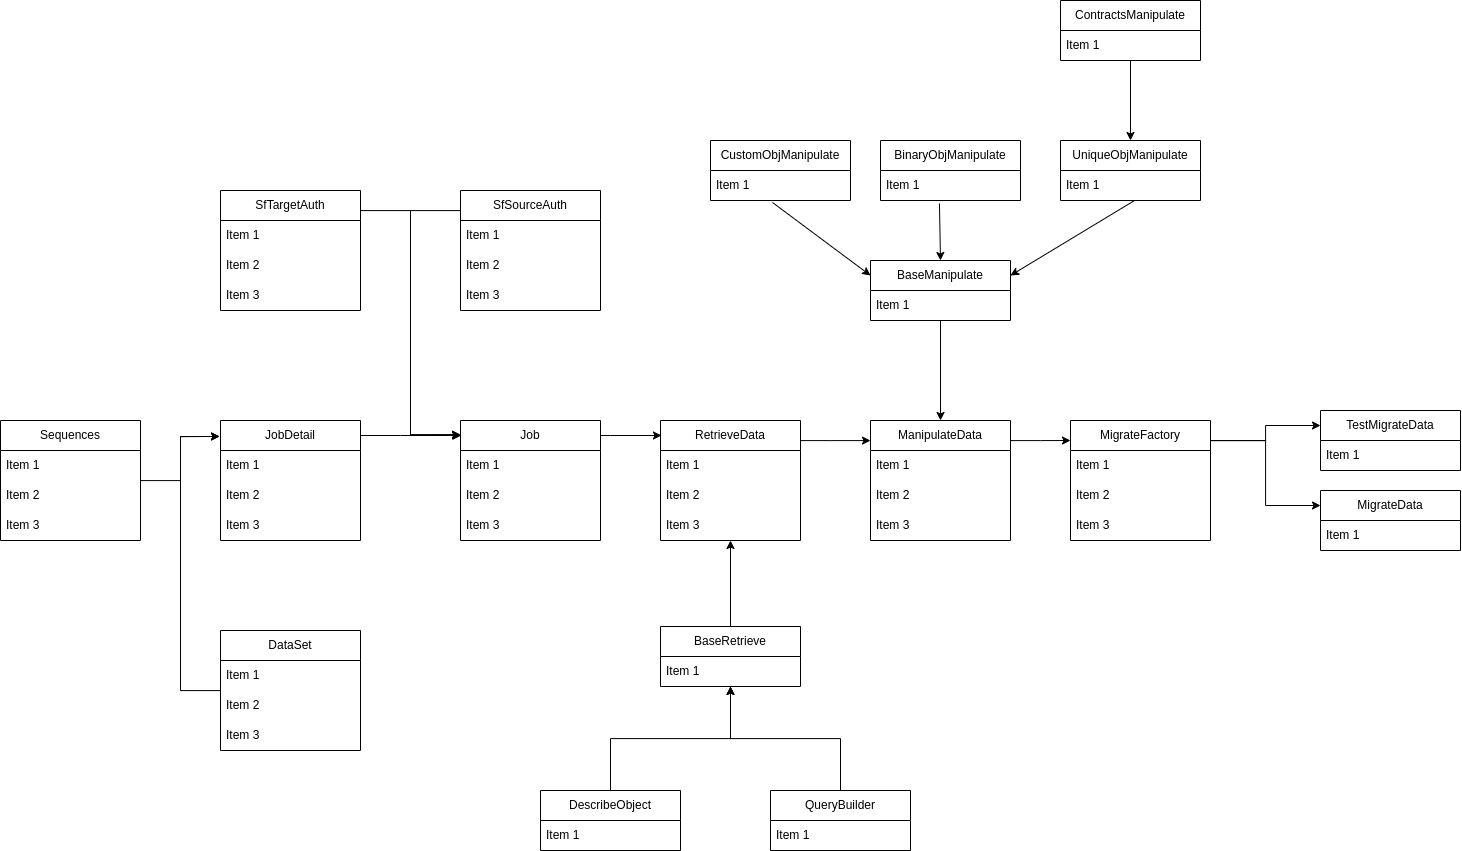 ContractsManipulate
Item 1
CustomObjManipulate
Item 1
BinaryObjManipulate
Item 1
UniqueObjManipulate
Item 1
SfTargetAuth
Item 1
Item 2
Item 3
SfSourceAuth
Item 1
Item 2
Item 3
BaseManipulate
Item 1
Sequences
Item 1
Item 2
Item 3
JobDetail
Item 1
Item 2
Item 3
Job
Item 1
Item 2
Item 3
RetrieveData
Item 1
Item 2
Item 3
ManipulateData
Item 1
Item 2
Item 3
MigrateFactory
Item 1
Item 2
Item 3
TestMigrateData
Item 1
MigrateData
Item 1
DataSet
Item 1
Item 2
Item 3
BaseRetrieve
Item 1
DescribeObject
Item 1
QueryBuilder
Item 1